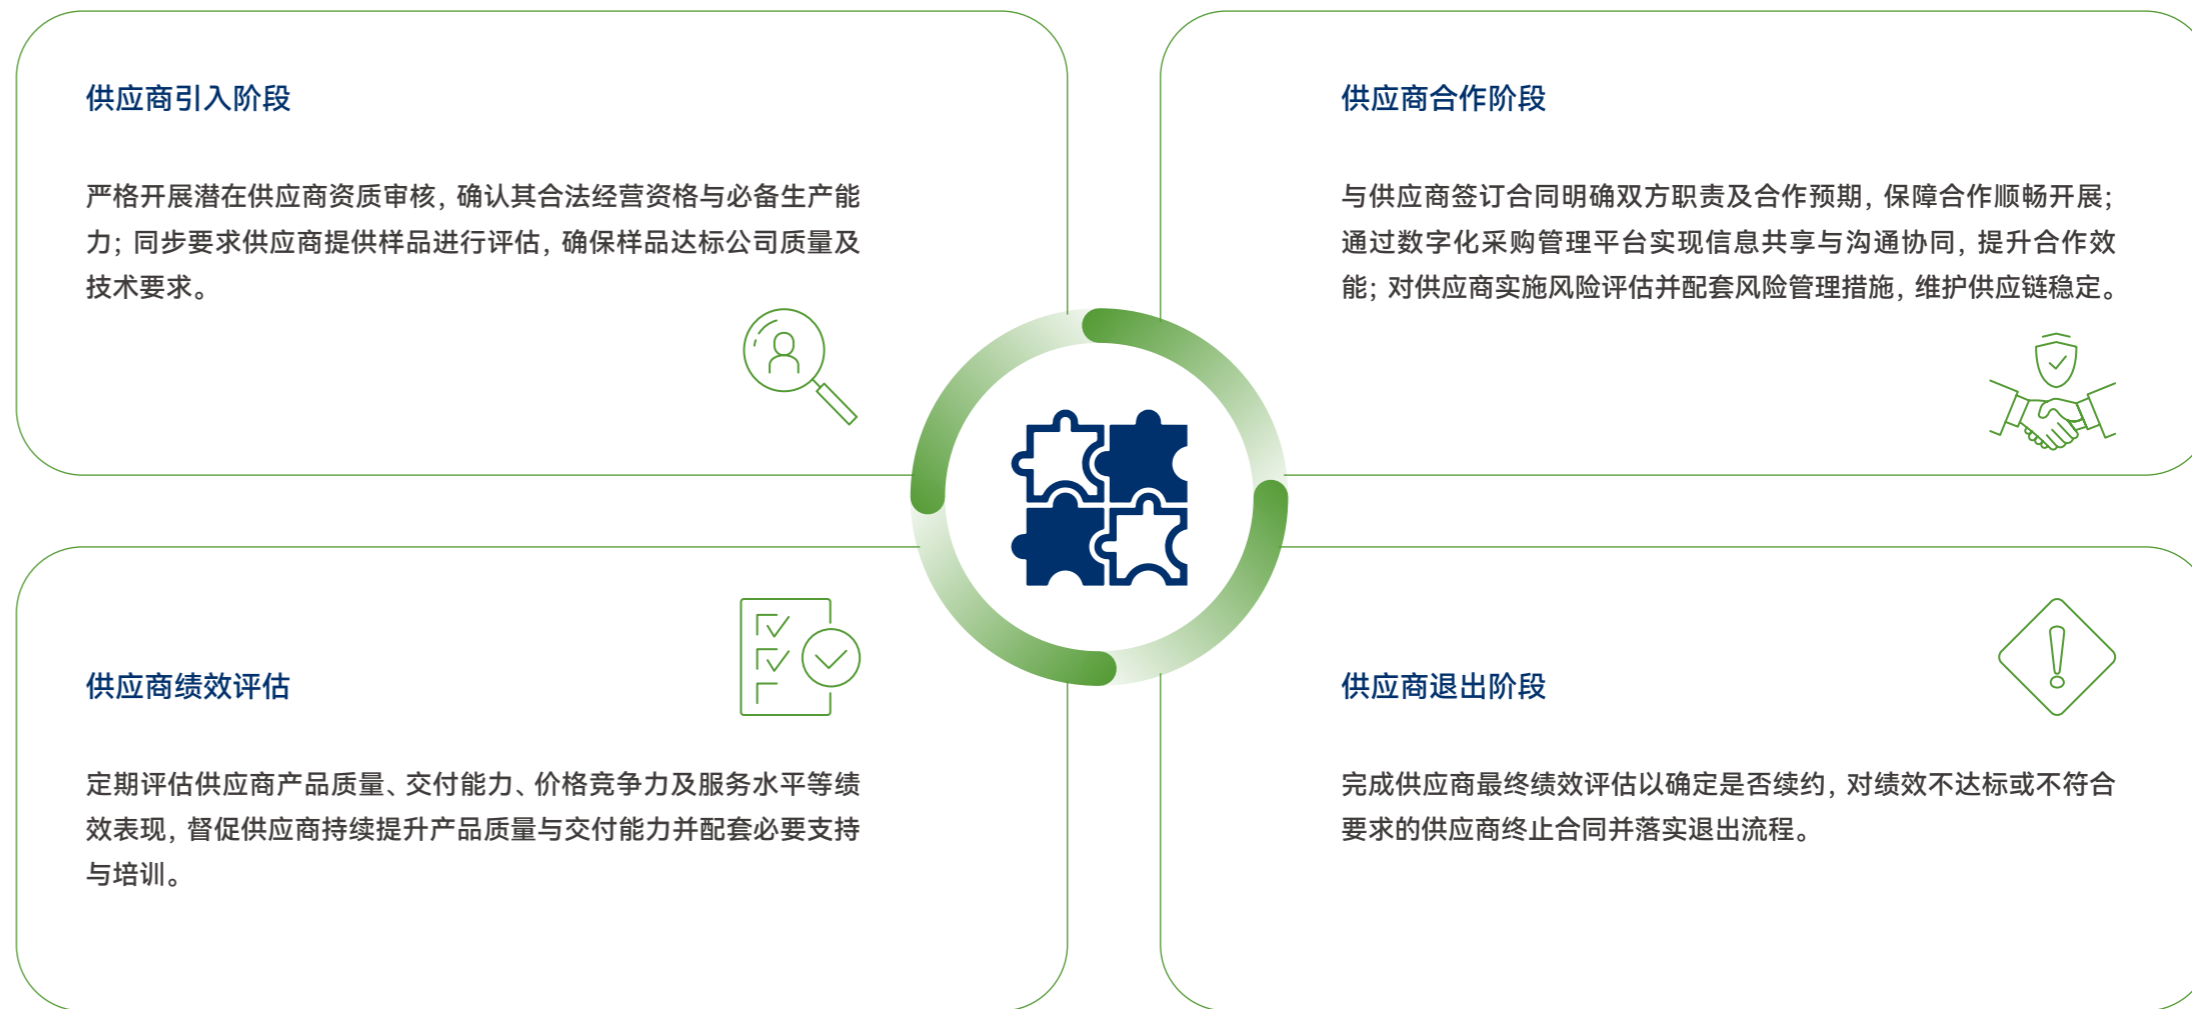 供应商引入阶段
严格开展潜在供应商资质审核, 确认其合法经营资格与必备生产能
力; 同步要求供应商提供样品进行评估, 确保样品达标公司质量及
技术要求。
供应商合作阶段
与供应商签订合同明确双方职责及合作预期, 保障合作顺畅开展;
通过数字化采购管理平台实现信息共享与沟通协同, 提升合作效
能; 对供应商实施风险评估并配套风险管理措施, 维护供应链稳定。
供应商绩效评估
定期评估供应商产品质量、交付能力、价格竞争力及服务水平等绩
效表现, 督促供应商持续提升产品质量与交付能力并配套必要支持
与培训。
供应商退出阶段
完成供应商最终绩效评估以确定是否续约, 对绩效不达标或不符合
要求的供应商终止合同并落实退出流程。